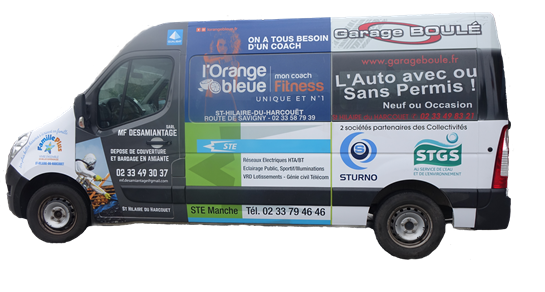 ON A TOUS BESOIN
D'UN COACH
l'Orange
bleue
mon coach
Fitness
UNIQUE ET N°1
ST-HILAIRE-DU-HARCOUËT
ROUTE DE SAVIGNY - 02 33 58 79 39
Garage BOULÉ
www.garageboule.fr
L'Auto avec ou
Sans Permis !
Neuf ou Occasion
SARL
MF DESAMIANTAGE
DEPOSE DE COUVERTURE
ET BARDAGE EN AMIANTE
02 33 49 30 37
ST HILAIRE DU HARCOUET
Famille Plus
STE
Réseaux Electriques HTA/BT
Eclairage Public, Sportif/Illuminations
VRD Lotissements - Génie civil Télécom
STE Manche
Tél. 02 33 79 46 46
2 sociétés partenaires des Collectivités
STURNO
STGS
AU SERVICE DE L'EAU
ET DE L'ENVIRONNEMENT